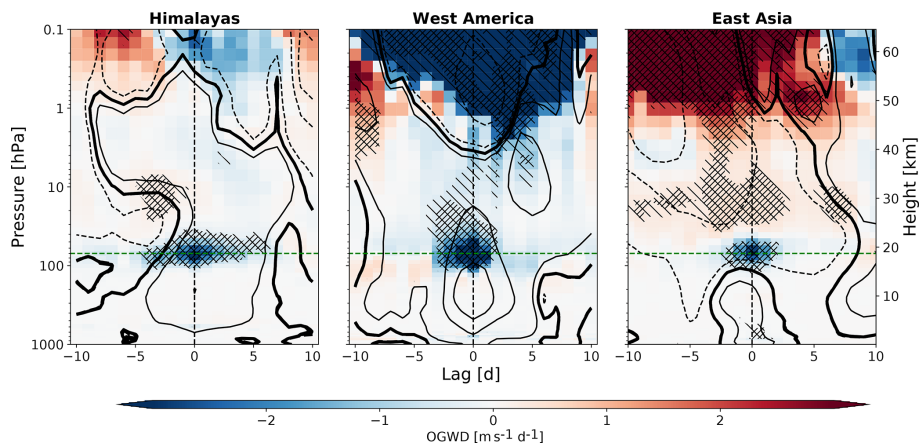 Himalayas West America East Asia
0.1
1
10
100
1000
Pressure [hPa]
60
50
40
30
20
10
Height [km]
−10 −5 0 5 10 −10 −5 0 5 10 −10 −5 0 5 10
Lag [d]
−2 −1 0 1 2
OGWD [m s-1 d-1]